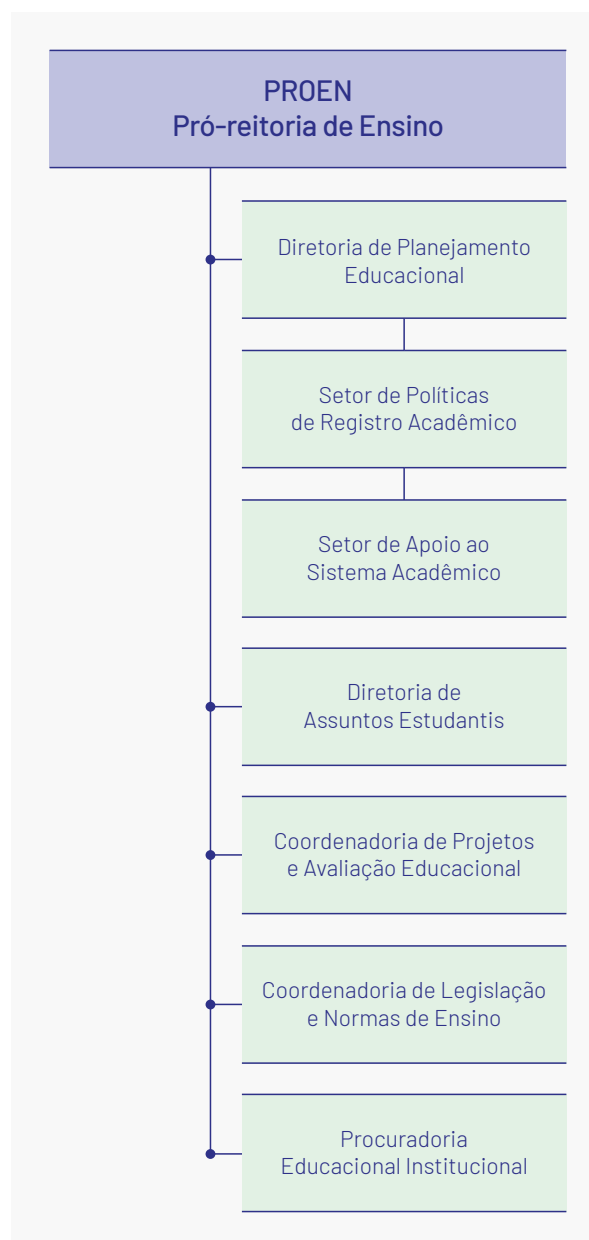 PROEN
Pró-reitoria de Ensino
Diretoria de Planejamento
Educacional
Setor de Políticas
de Registro Acadêmico
Setor de Apoio ao
Sistema Acadêmico
Diretoria de
Assuntos Estudantis
Coordenadoria de Projetos
e Avaliação Educacional
Coordenadoria de Legislação
e Normas de Ensino
Procuradoria
Educacional Institucional